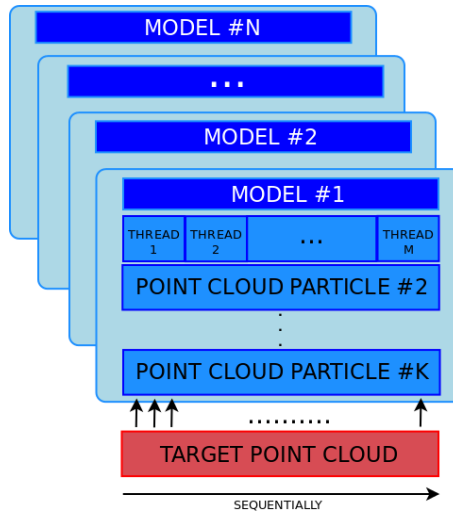 MODEL #N
...
MODEL #2
MODEL #1
THREAD 1
THREAD 2
...
THREAD M
POINT CLOUD PARTICLE #2
POINT CLOUD PARTICLE #K
..........
TARGET POINT CLOUD
SEQUENTIALLY